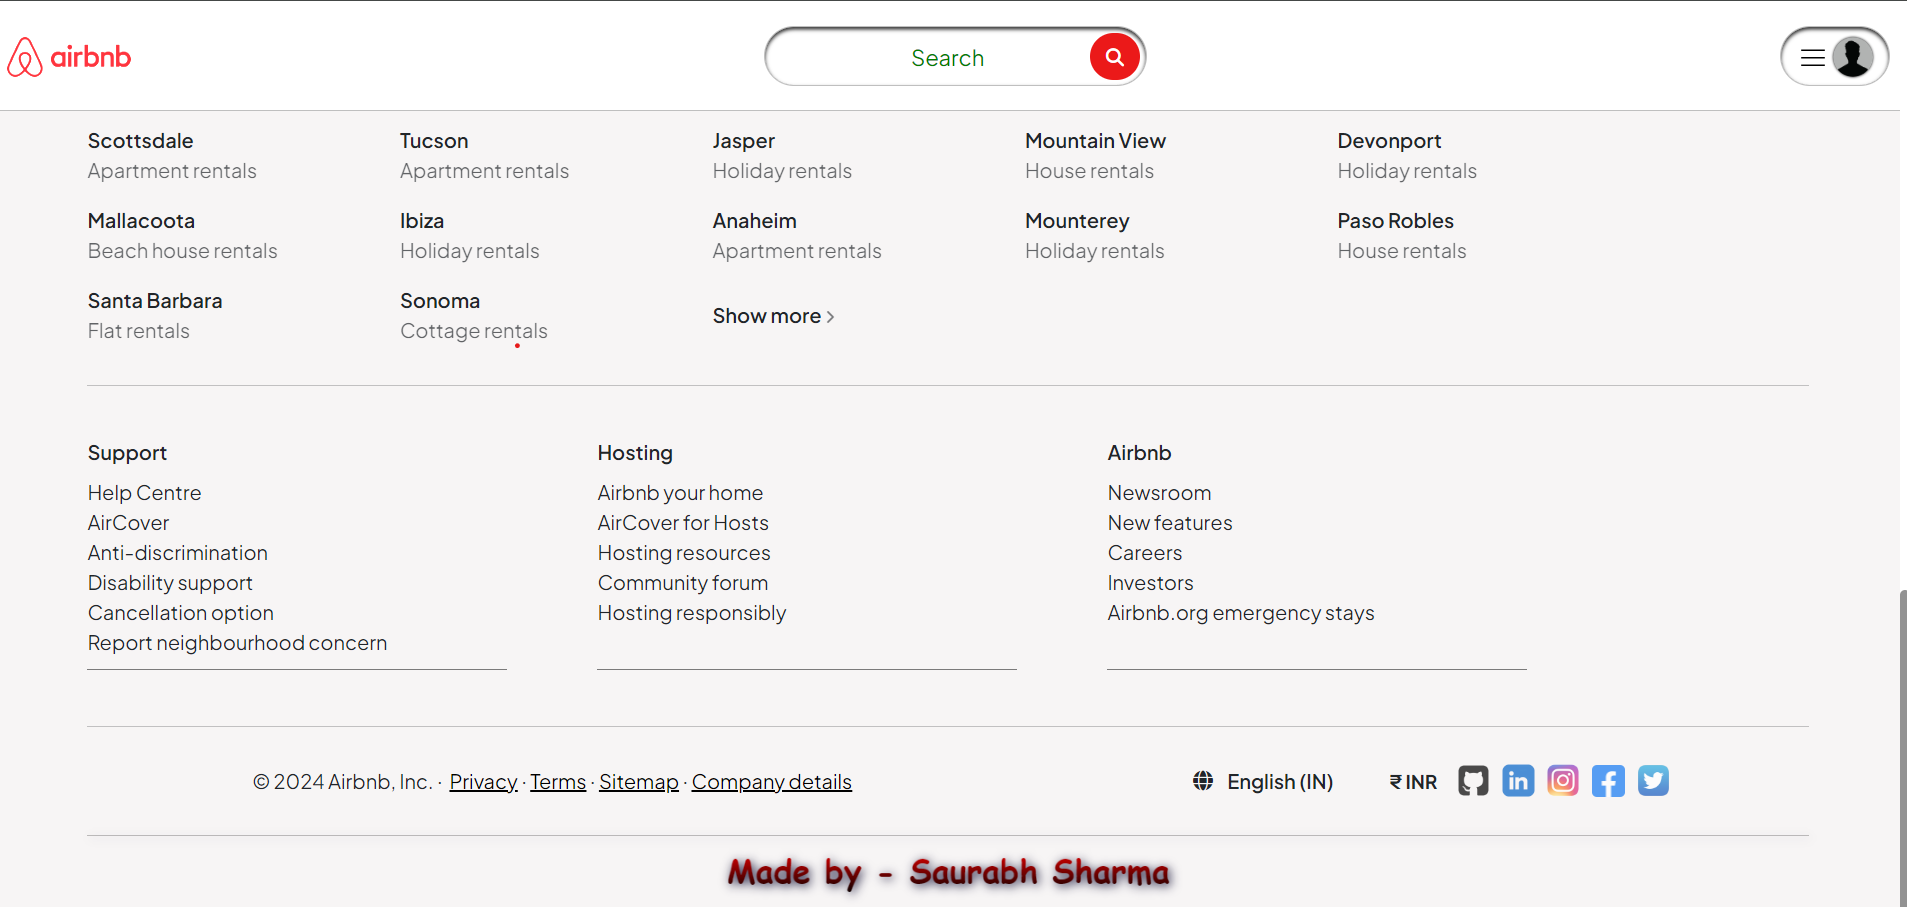 airbnb
Search
Scottsdale Tucson Jasper Mountain View Devonport
Apartment rentals Apartment rentals Holiday rentals House rentals Holiday rentals
Mallacoota Ibiza Anaheim Mounterey Paso Robles
Beach house rentals Holiday rentals Apartment rentals Holiday rentals House rentals
Santa Barbara Sonoma
Flat rentals Cottage rentals
Show more >
Support
Help Centre
AirCover
Anti-discrimination
Disability support
Cancellation option
Report neighbourhood concern
Hosting
Airbnb your home
AirCover for Hosts
Hosting resources
Community forum
Hosting responsibly
Airbnb
Newsroom
New features
Careers
Investors
Airbnb.org emergency stays
© 2024 Airbnb, Inc. · Privacy · Terms · Sitemap · Company details English (IN) ₹ INR in f
Made by - Saurabh Sharma